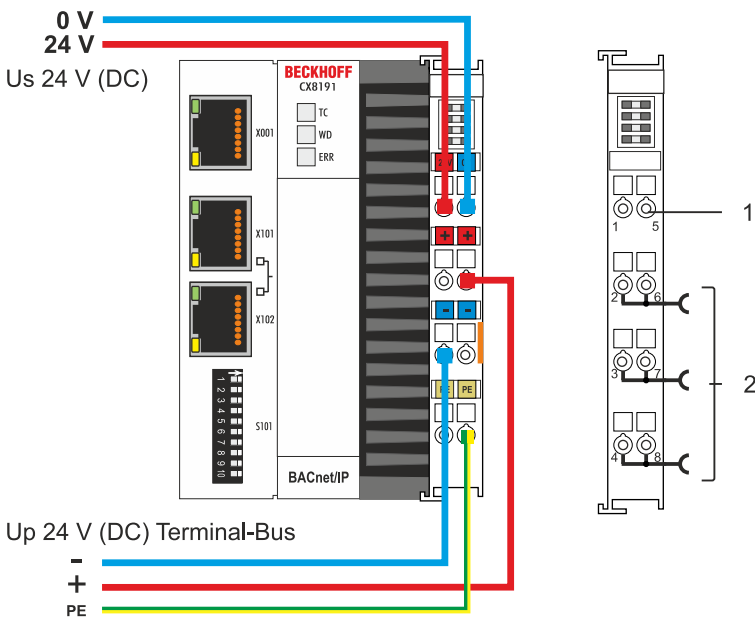 0 V
24 V
Us 24 V (DC)
BECKHOFF
CX8191
TC
WD
ERR
X001
X101
X102
S101
1 2 3 4 5 6 7 8 9 10
BACnet/IP
+ +
- -
PE PE
Up 24 V (DC) Terminal-Bus
-
+
PE
1 5
2 6
3 7
4 8
1
2